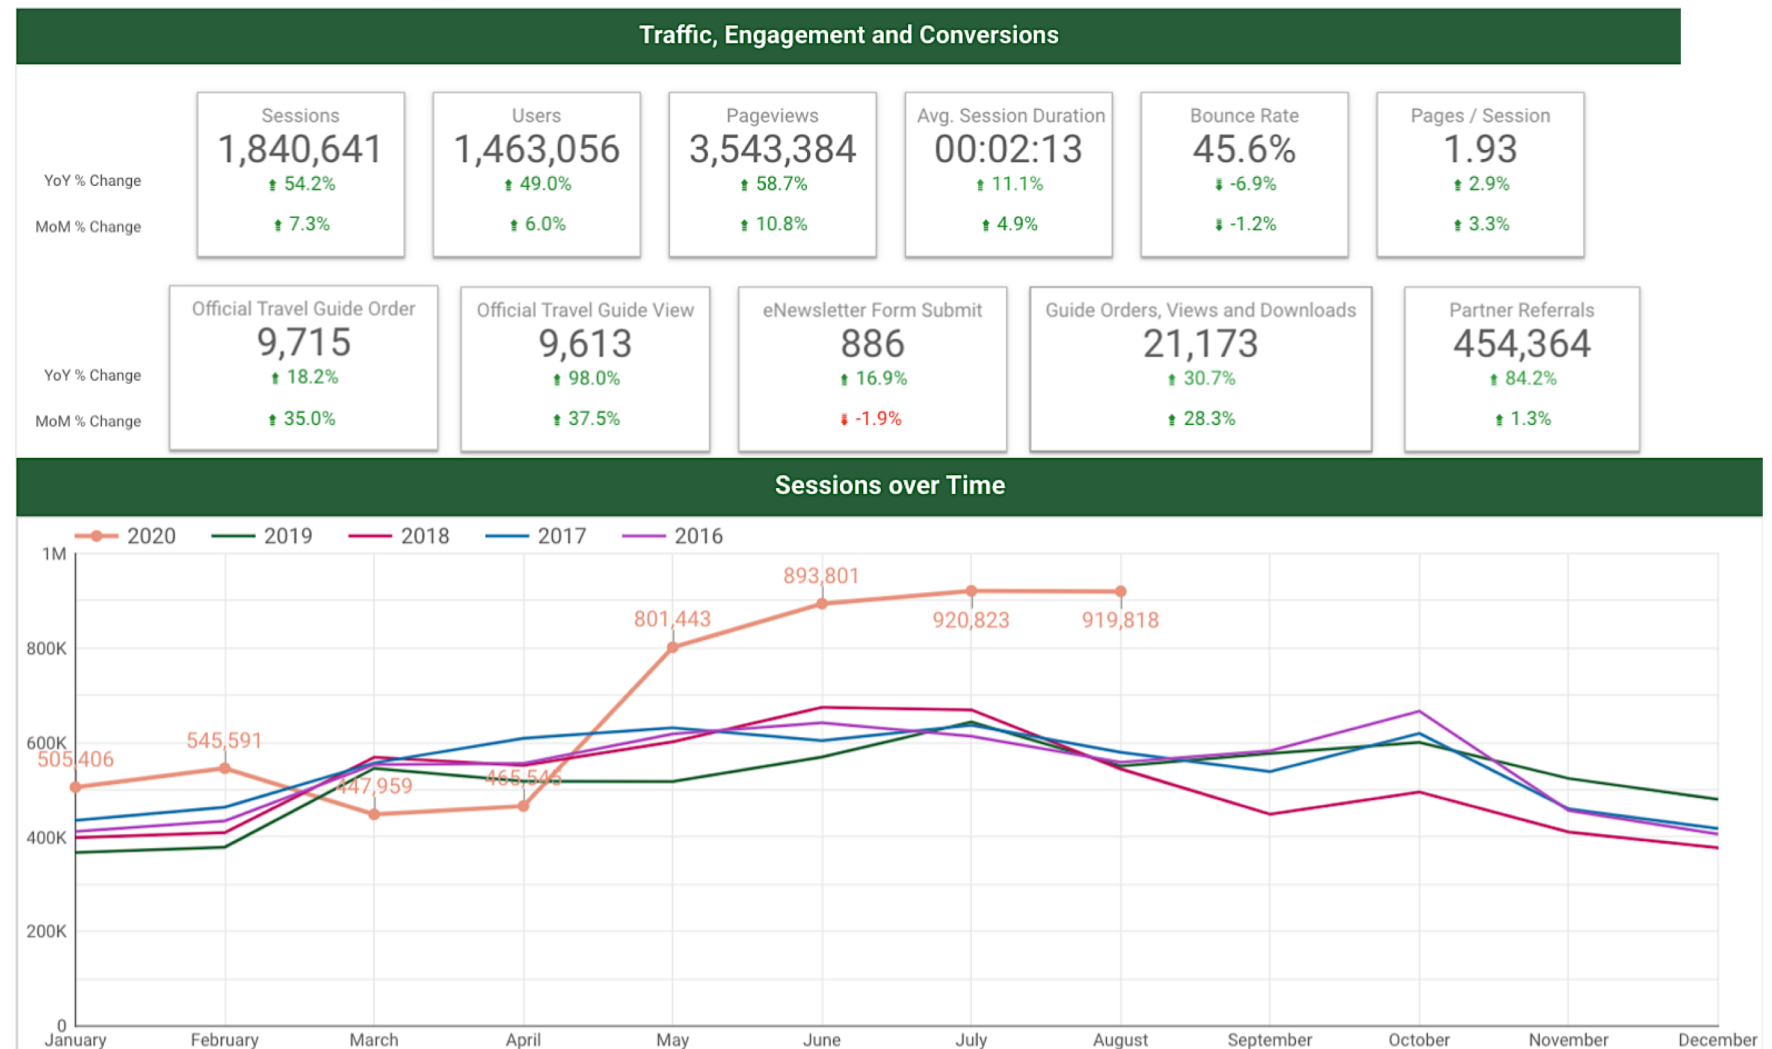 Traffic, Engagement and Conversions
Sessions
1,840,641
54.2%
7.3%
Users
1,463,056
49.0%
6.0%
Pageviews
3,543,384
58.7%
10.8%
Avg. Session Duration
00:02:13
11.1%
4.9%
Bounce Rate
45.6%
-6.9%
-1.2%
Pages / Session
1.93
2.9%
3.3%
YoY % Change
MoM % Change
Official Travel Guide Order
9,715
18.2%
35.0%
Official Travel Guide View
9,613
98.0%
37.5%
eNewsletter Form Submit
886
16.9%
-1.9%
Guide Orders, Views and Downloads
21,173
30.7%
28.3%
Partner Referrals
454,364
84.2%
1.3%
YoY % Change
MoM % Change
Sessions over Time
2020 2019 2018 2017 2016
1M
800K
600K
400K
200K
0
505,406
545,591
447,959
465,545
801,443
893,801
920,823
919,818
January February March April May June July August September October November December